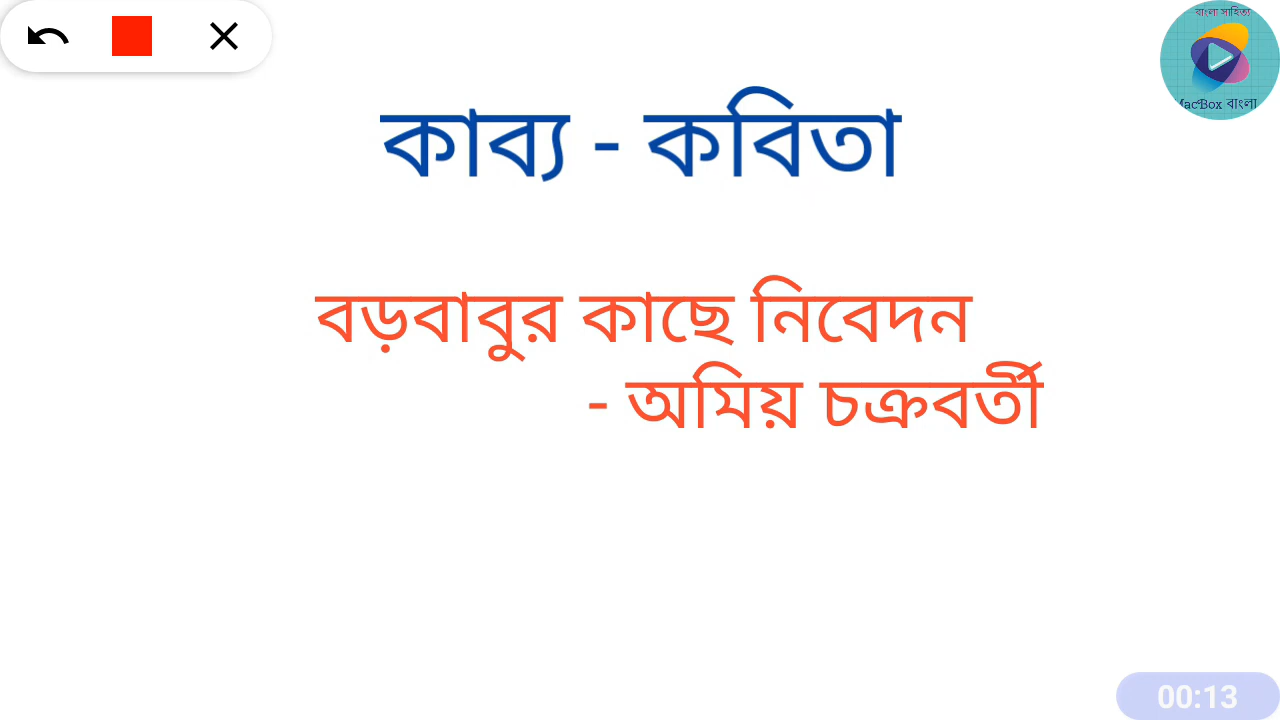 বাংলা সাহিত্য
MacBox বাংলা
কাব্য - কবিতা
বড়বাবুর কাছে নিবেদন
- অমিয় চক্রবর্তী
00:13